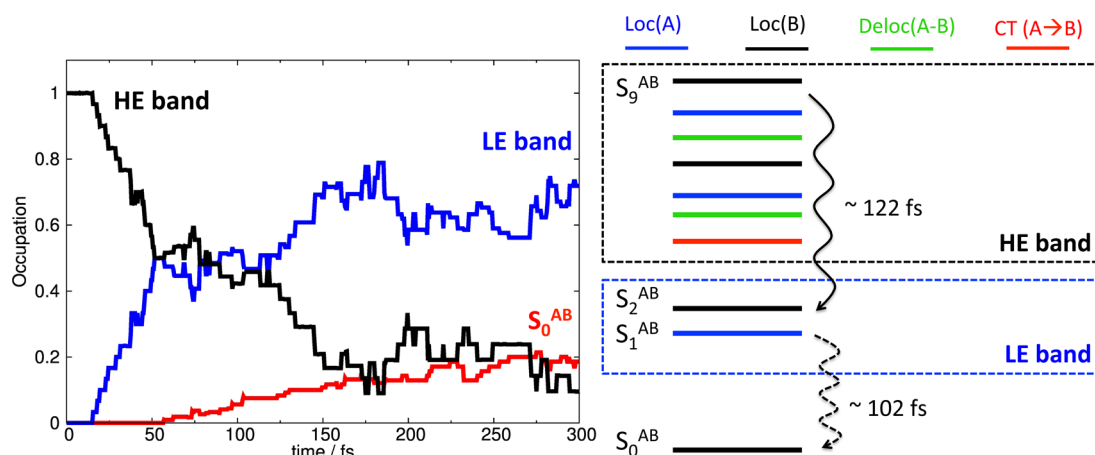 HE band
LE band
S₀ᴬᴮ
Occupation
1
0.8
0.6
0.4
0.2
0
0
50
100
150
200
250
300
time / fs
Loc(A)
Loc(B)
Deloc(A-B)
CT (A→B)
S₉ᴬᴮ
~ 122 fs
HE band
S₂ᴬᴮ
S₁ᴬᴮ
LE band
~ 102 fs
S₀ᴬᴮ